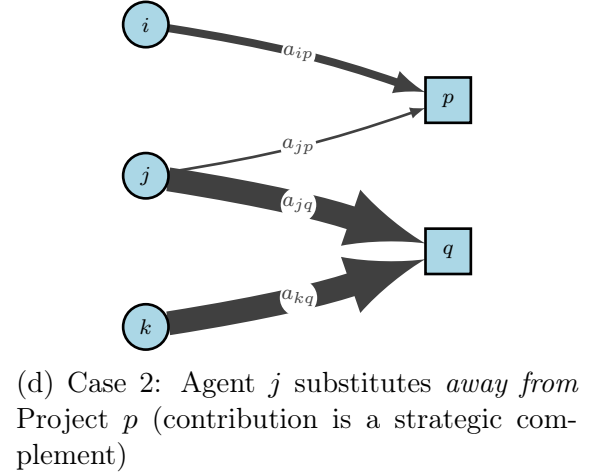 i
a_{ip}
p
a_{jp}
j
a_{jq}
q
a_{kq}
k
(d) Case 2: Agent j substitutes away from
Project p (contribution is a strategic com-
plement)